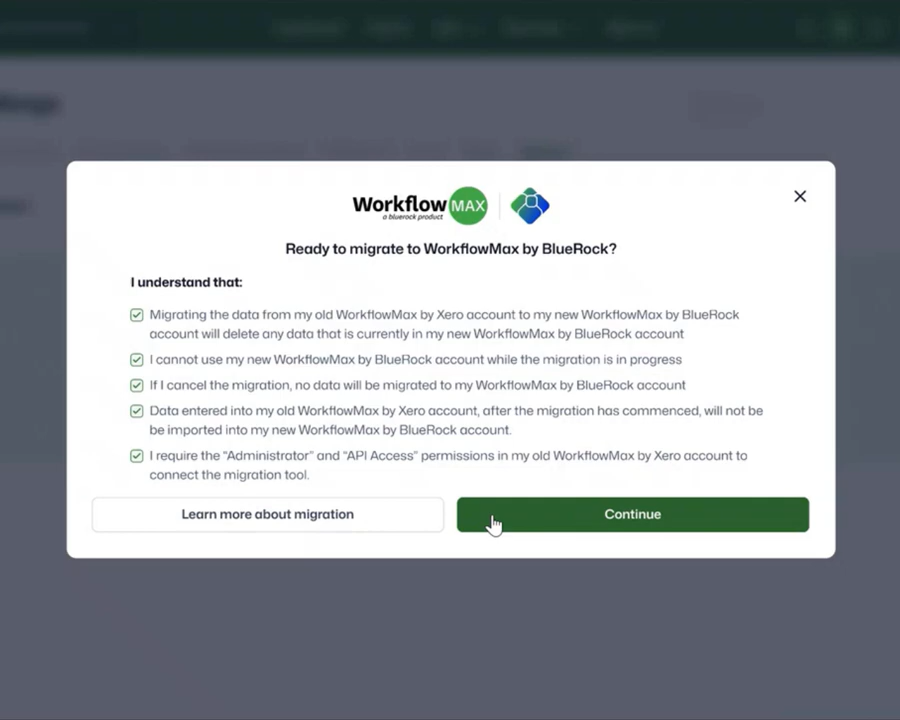 Workflow MAX
a bluerock product
Ready to migrate to WorkflowMax by BlueRock?
I understand that:
Migrating the data from my old WorkflowMax by Xero account to my new WorkflowMax by BlueRock
account will delete any data that is currently in my new WorkflowMax by BlueRock account
I cannot use my new WorkflowMax by BlueRock account while the migration is in progress
If I cancel the migration, no data will be migrated to my WorkflowMax by BlueRock account
Data entered into my old WorkflowMax by Xero account, after the migration has commenced, will not be
be imported into my new WorkflowMax by BlueRock account.
I require the “Administrator” and “API Access” permissions in my old WorkflowMax by Xero account to
connect the migration tool.
Learn more about migration
Continue